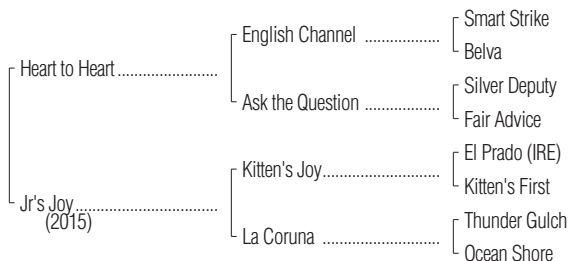 Smart Strike
English Channel ..................
Belva
Heart to Heart ........................
Silver Deputy
Ask the Question ..................
Fair Advice
El Prado (IRE)
Kitten's Joy............................
Kitten's First
Jr's Joy ..................................
(2015)
Thunder Gulch
La Coruna ............................
Ocean Shore